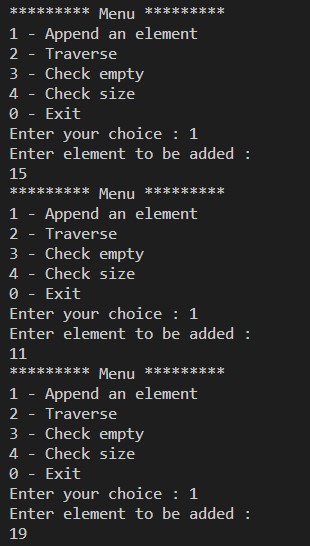 ********* Menu *********
1 - Append an element
2 - Traverse
3 - Check empty
4 - Check size
0 - Exit
Enter your choice : 1
Enter element to be added :
15
********* Menu *********
1 - Append an element
2 - Traverse
3 - Check empty
4 - Check size
0 - Exit
Enter your choice : 1
Enter element to be added :
11
********* Menu *********
1 - Append an element
2 - Traverse
3 - Check empty
4 - Check size
0 - Exit
Enter your choice : 1
Enter element to be added :
19